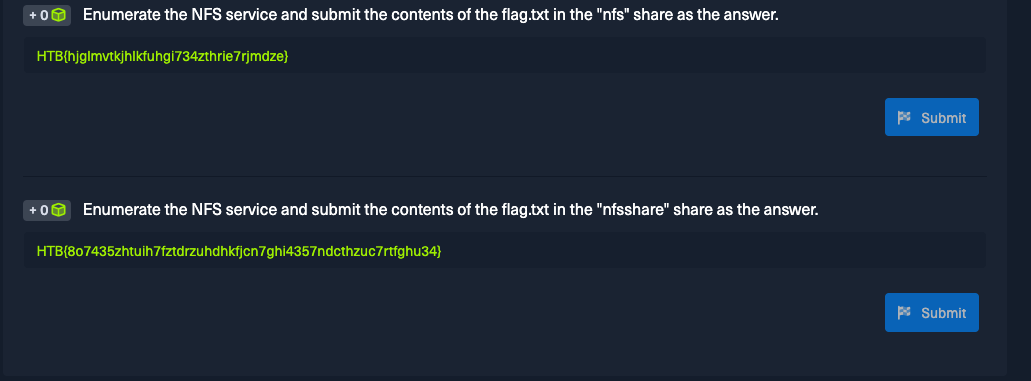 + 0 Enumerate the NFS service and submit the contents of the flag.txt in the "nfs" share as the answer.
HTB{hjglmvtkjhlkfuhgi734zthrie7rjmdze}
Submit
+ 0 Enumerate the NFS service and submit the contents of the flag.txt in the "nfsshare" share as the answer.
HTB{8o7435zhtuih7fztdrzuhdhkfjcn7ghi4357ndcthzuc7rtfghu34}
Submit